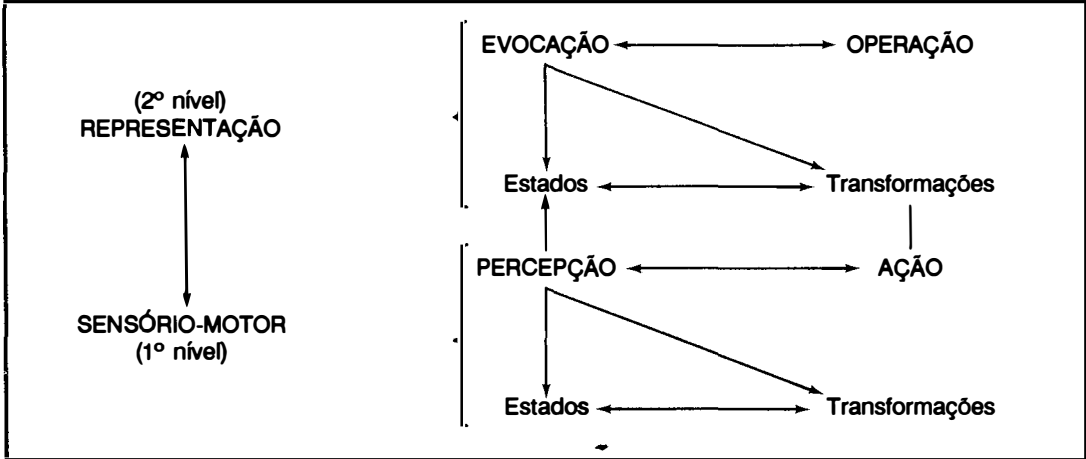 EVOCAÇÃO OPERAÇÃO
(2º nível)
REPRESENTAÇÃO
Estados Transformações
PERCEPÇÃO AÇÃO
SENSÓRIO-MOTOR
(1º nível)
Estados Transformações